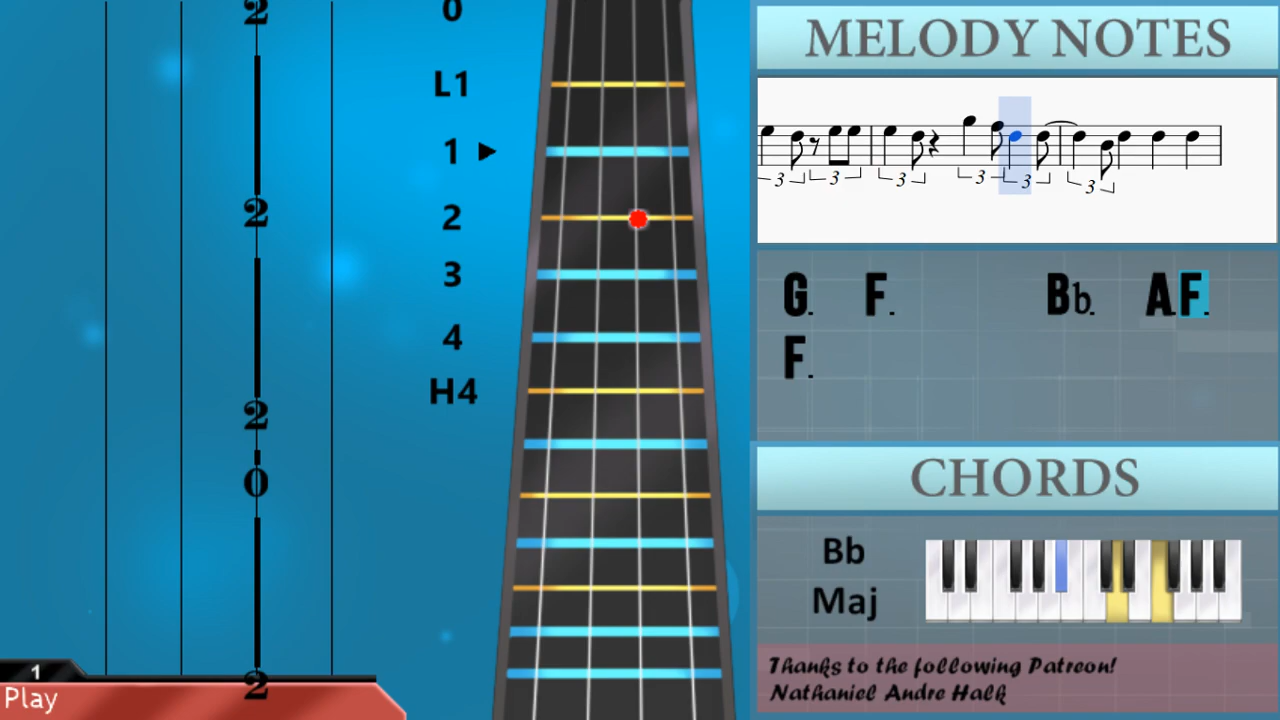 2
2
2
0
2
1
Play
0
L1
1
2
3
4
H4
MELODY NOTES
3 3 3 3 3 3
G. F. Bb. A. F.
F.
CHORDS
Bb
Maj
Thanks to the following Patreon!
Nathaniel Andre Halk